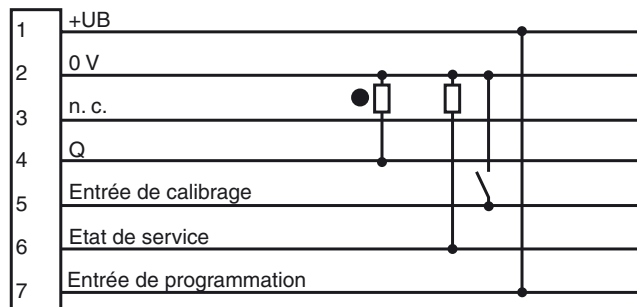 1 +UB
2 0 V
3 n. c.
4 Q
5 Entrée de calibrage
6 Etat de service
7 Entrée de programmation